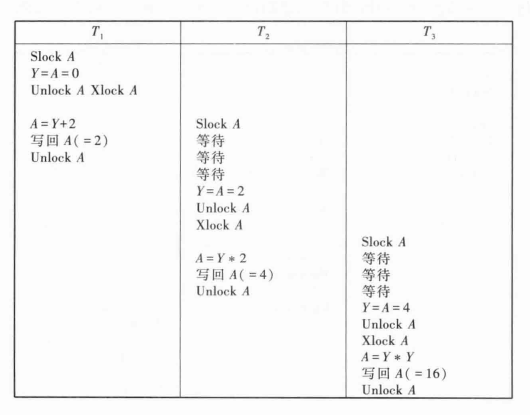 T₁ T₂ T₃
Slock A
Y=A=0
Unlock A Xlock A
A=Y+2 Slock A
写回 A(=2) 等待
Unlock A 等待
等待
Y=A=2
Unlock A
Xlock A
Slock A
A=Y * 2 等待
写回 A(=4) 等待
Unlock A 等待
Y=A=4
Unlock A
Xlock A
A=Y * Y
写回 A(=16)
Unlock A